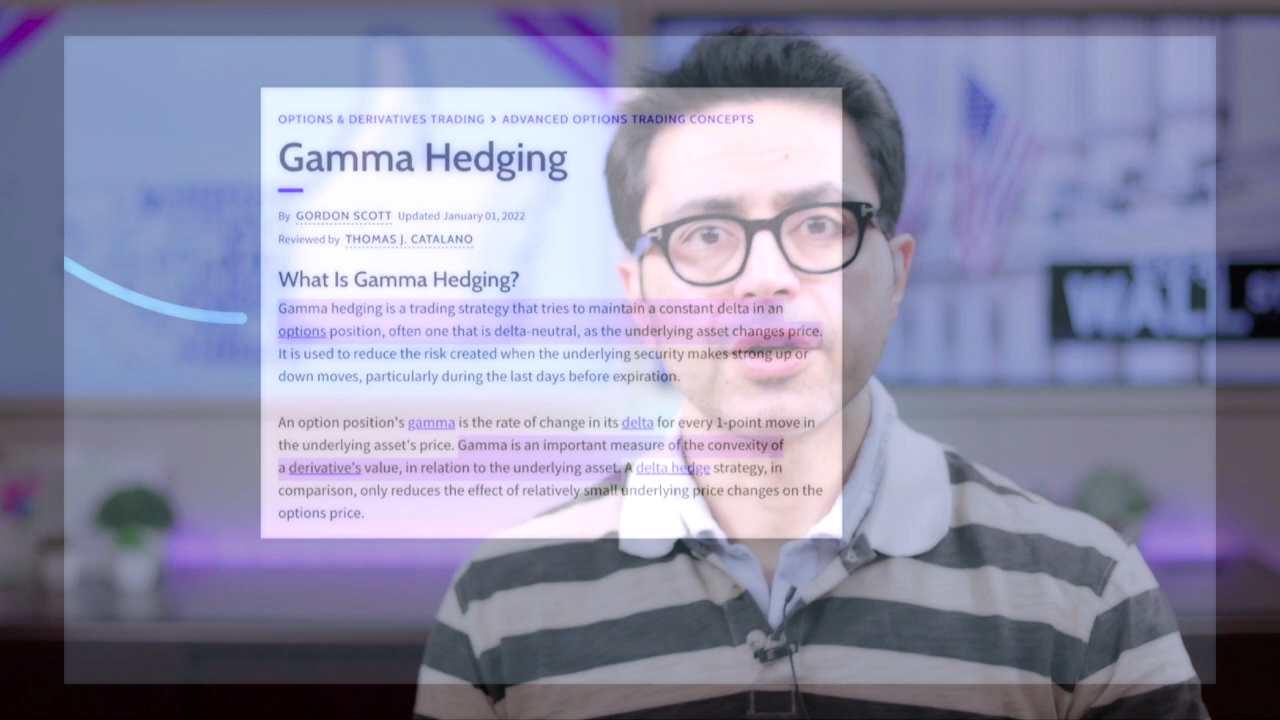 OPTIONS & DERIVATIVES TRADING > ADVANCED OPTIONS TRADING CONCEPTS
Gamma Hedging
By GORDON SCOTT Updated January 01, 2022
Reviewed by THOMAS J. CATALANO
What Is Gamma Hedging?
Gamma hedging is a trading strategy that tries to maintain a constant delta in an
options position, often one that is delta-neutral, as the underlying asset changes price.
It is used to reduce the risk created when the underlying security makes strong up or
down moves, particularly during the last days before expiration.
An option position's gamma is the rate of change in its delta for every 1-point move in
the underlying asset's price. Gamma is an important measure of the convexity of
a derivative's value, in relation to the underlying asset. A delta hedge strategy, in
comparison, only reduces the effect of relatively small underlying price changes on the
options price.
WALL